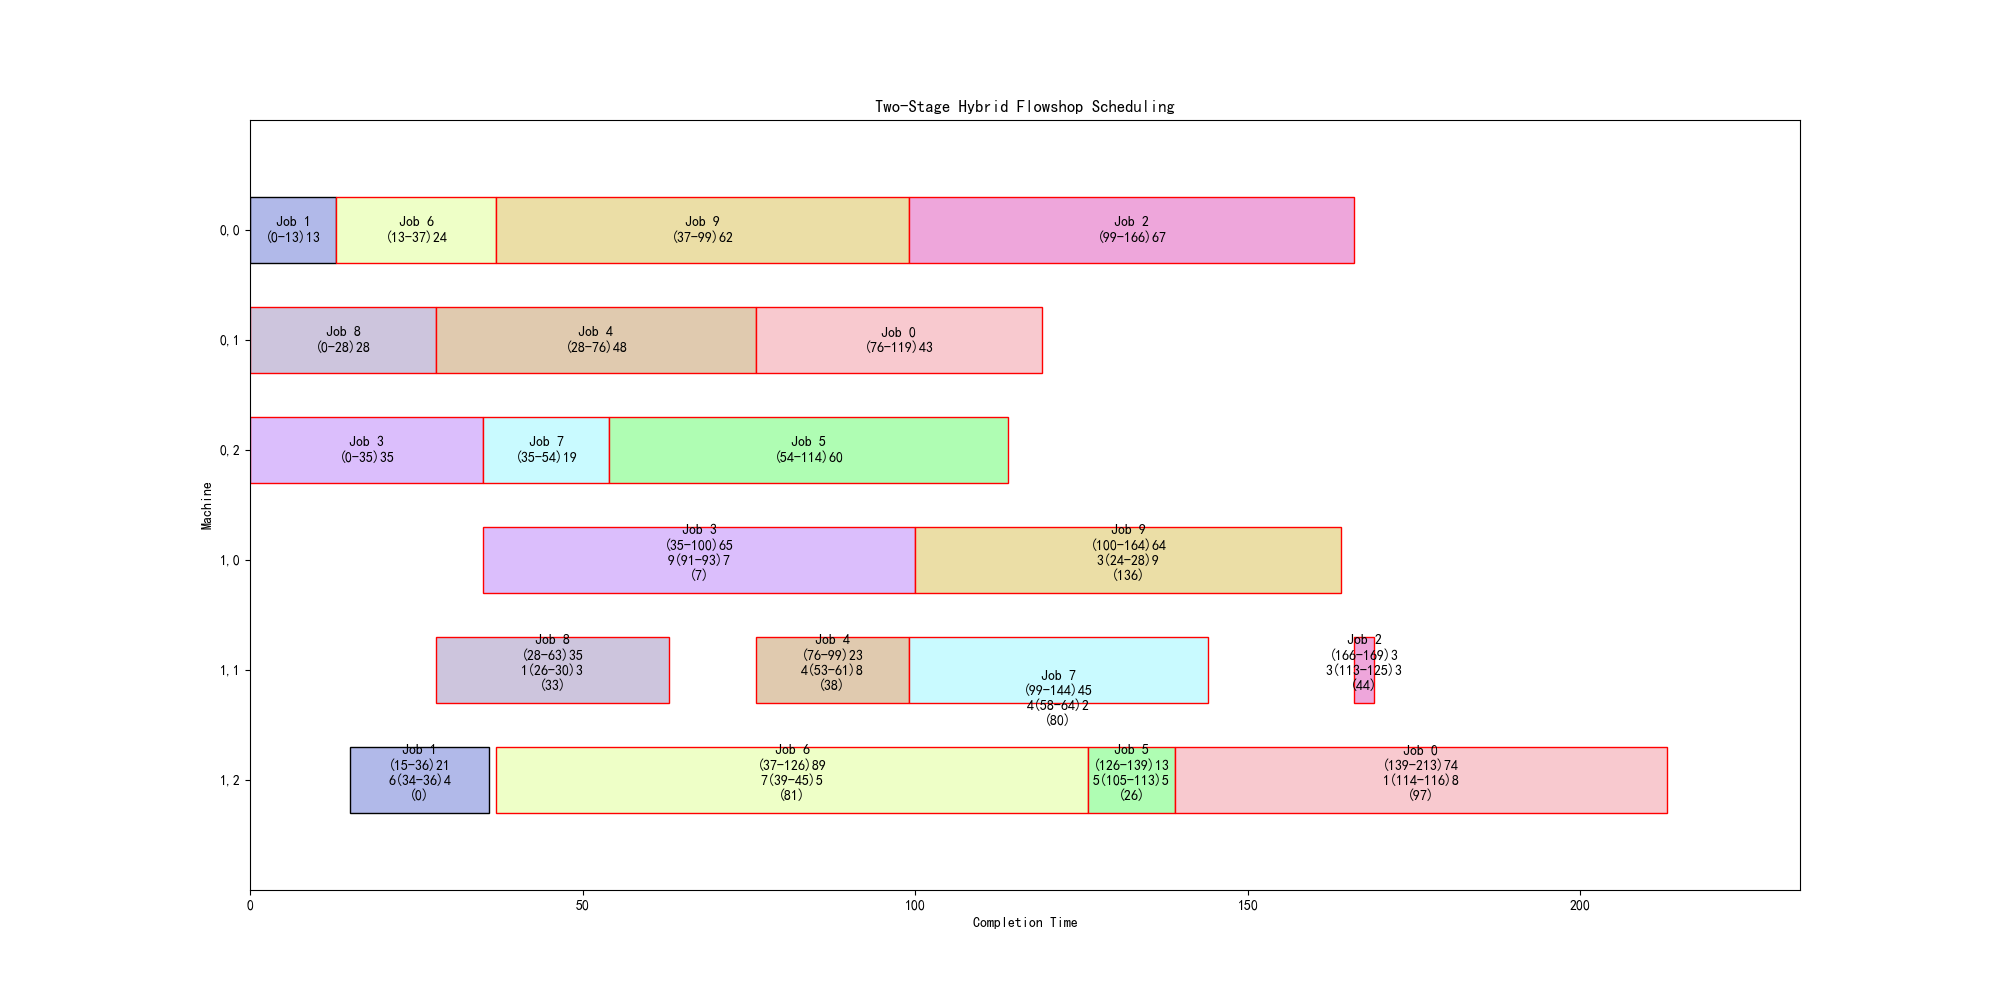 Two-Stage Hybrid Flowshop Scheduling
Machine
0,0
Job 1
(0-13)13
Job 6
(13-37)24
Job 9
(37-99)62
Job 2
(99-166)67
0,1
Job 8
(0-28)28
Job 4
(28-76)48
Job 0
(76-119)43
0,2
Job 3
(0-35)35
Job 7
(35-54)19
Job 5
(54-114)60
1,0
Job 3
(35-100)65
9(91-93)7
(7)
Job 9
(100-164)64
3(24-28)9
(136)
1,1
Job 8
(28-63)35
1(26-30)3
(33)
Job 4
(76-99)23
4(53-61)8
(38)
Job 7
(99-144)45
4(58-64)2
(80)
Job 2
(166-169)3
3(113-125)3
(44)
1,2
Job 1
(15-36)21
6(34-36)4
(0)
Job 6
(37-126)89
7(39-45)5
(81)
Job 5
(126-139)13
5(105-113)5
(26)
Job 0
(139-213)74
1(114-116)8
(97)
0
50
100
150
200
Completion Time